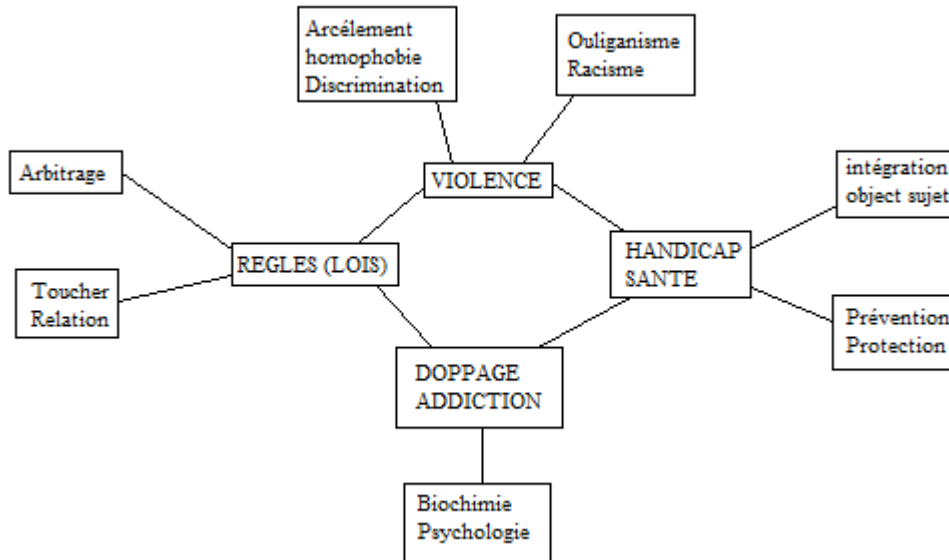 Arcélement
homophobie
Discrimination
Ouliganisme
Racisme
Arbitrage
VIOLENCE
intégration
object sujet
REGLES (LOIS)
HANDICAP
SANTE
Toucher
Relation
Prévention
Protection
DOPPAGE
ADDICTION
Biochimie
Psychologie